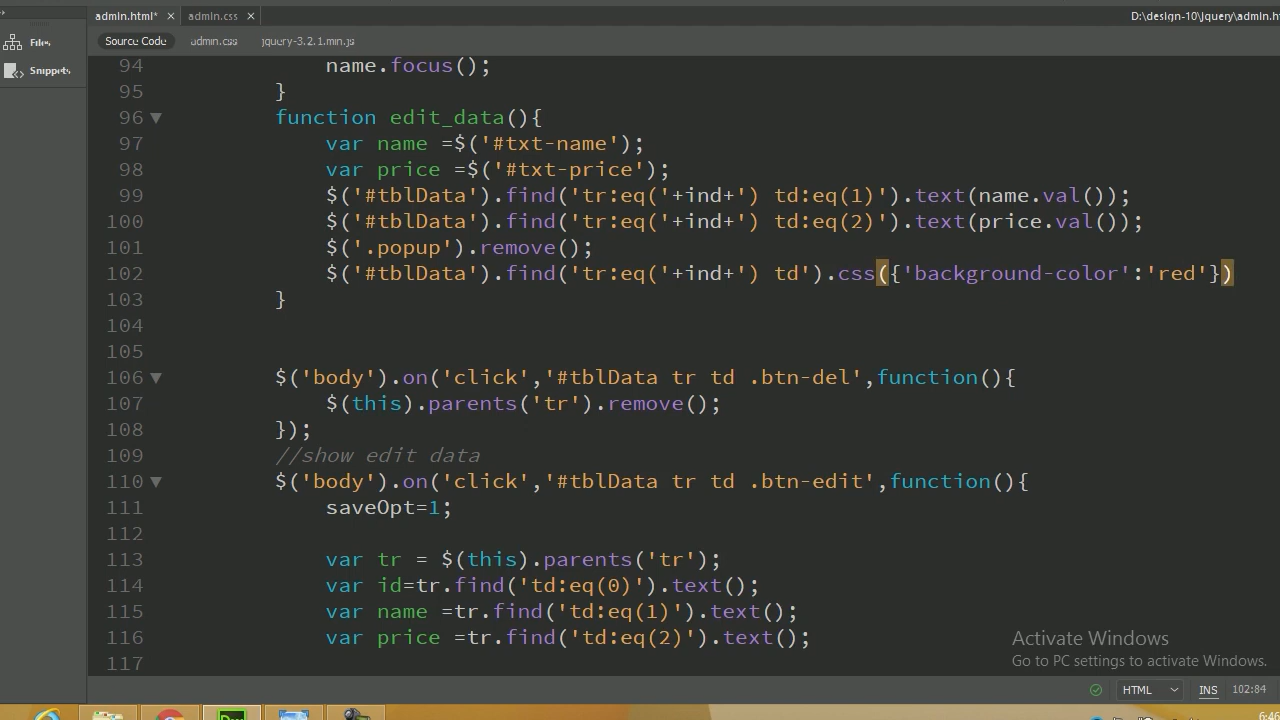 admin.html*
admin.css
D:\design-10\jquery\admin.ht
Source Code
admin.css
jquery-3.2.1.min.js
Files
Snippets
94 name.focus();
95 }
96 function edit_data(){
97 var name =$('#txt-name');
98 var price =$('#txt-price');
99 $('#tblData').find('tr:eq('+ind+') td:eq(1)').text(name.val());
100 $('#tblData').find('tr:eq('+ind+') td:eq(2)').text(price.val());
101 $('.popup').remove();
102 $('#tblData').find('tr:eq('+ind+') td').css({'background-color':'red'})
103 }
104
105
106 $('body').on('click','#tblData tr td .btn-del',function(){
107 $(this).parents('tr').remove();
108 });
109 //show edit data
110 $('body').on('click','#tblData tr td .btn-edit',function(){
111 saveOpt=1;
112
113 var tr = $(this).parents('tr');
114 var id=tr.find('td:eq(0)').text();
115 var name =tr.find('td:eq(1)').text();
116 var price =tr.find('td:eq(2)').text();
117
Activate Windows
Go to PC settings to activate Windows.
HTML
INS
102:84